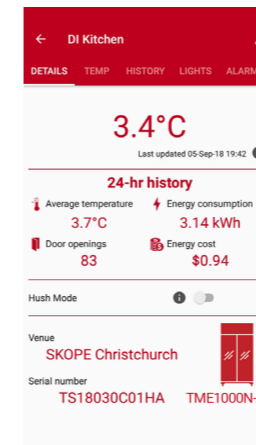 DI Kitchen
DETAILS TEMP HISTORY LIGHTS ALARM
3.4°C
Last updated 05-Sep-18 19:42
24-hr history
Average temperature Energy consumption
3.7°C 3.14 kWh
Door openings Energy cost
83 $0.94
Hush Mode
Venue
SKOPE Christchurch
Serial number
TS18030C01HA TME1000N-